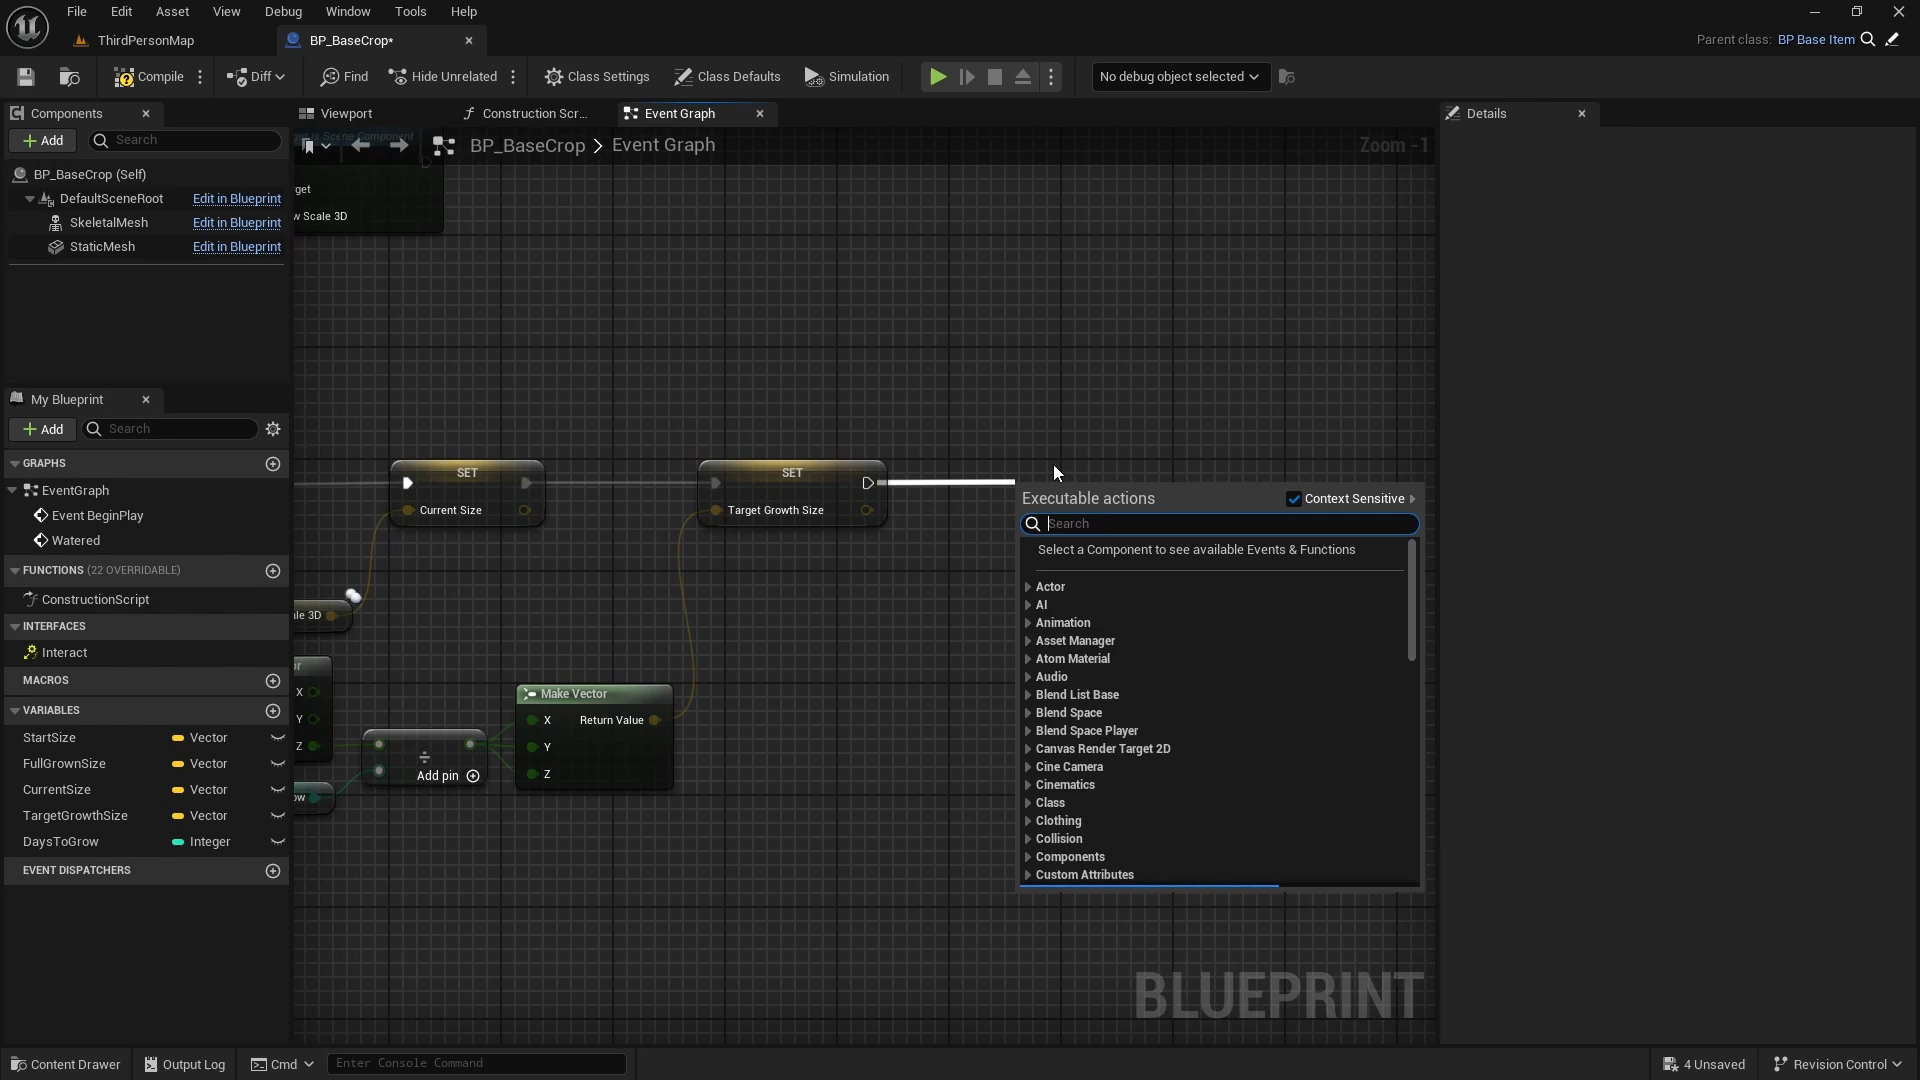 File Edit Asset View Debug Window Tools Help
ThirdPersonMap
BP_BaseCrop*
Parent class: BP Base Item
Compile
Diff
Find
Hide Unrelated
Class Settings
Class Defaults
Simulation
No debug object selected
Components
Viewport
Construction Scr...
Event Graph
Details
Add
Search
BP_BaseCrop > Event Graph
Zoom -1
BP_BaseCrop (Self)
DefaultSceneRoot Edit in Blueprint
SkeletalMesh Edit in Blueprint
StaticMesh Edit in Blueprint
rget
w Scale 3D
My Blueprint
Add
Search
GRAPHS
EventGraph
Event BeginPlay
Watered
FUNCTIONS (22 OVERRIDABLE)
ConstructionScript
INTERFACES
Interact
MACROS
VARIABLES
StartSize Vector
FullGrownSize Vector
CurrentSize Vector
TargetGrowthSize Vector
DaysToGrow Integer
EVENT DISPATCHERS
SET
Current Size
SET
Target Growth Size
ale 3D
or
X
Y
Z
ow
Add pin
Make Vector
X Return Value
Y
Z
Executable actions
Context Sensitive
Search
Select a Component to see available Events & Functions
Actor
AI
Animation
Asset Manager
Atom Material
Audio
Blend List Base
Blend Space
Blend Space Player
Canvas Render Target 2D
Cine Camera
Cinematics
Class
Clothing
Collision
Components
Custom Attributes
BLUEPRINT
Content Drawer
Output Log
Cmd
Enter Console Command
4 Unsaved
Revision Control